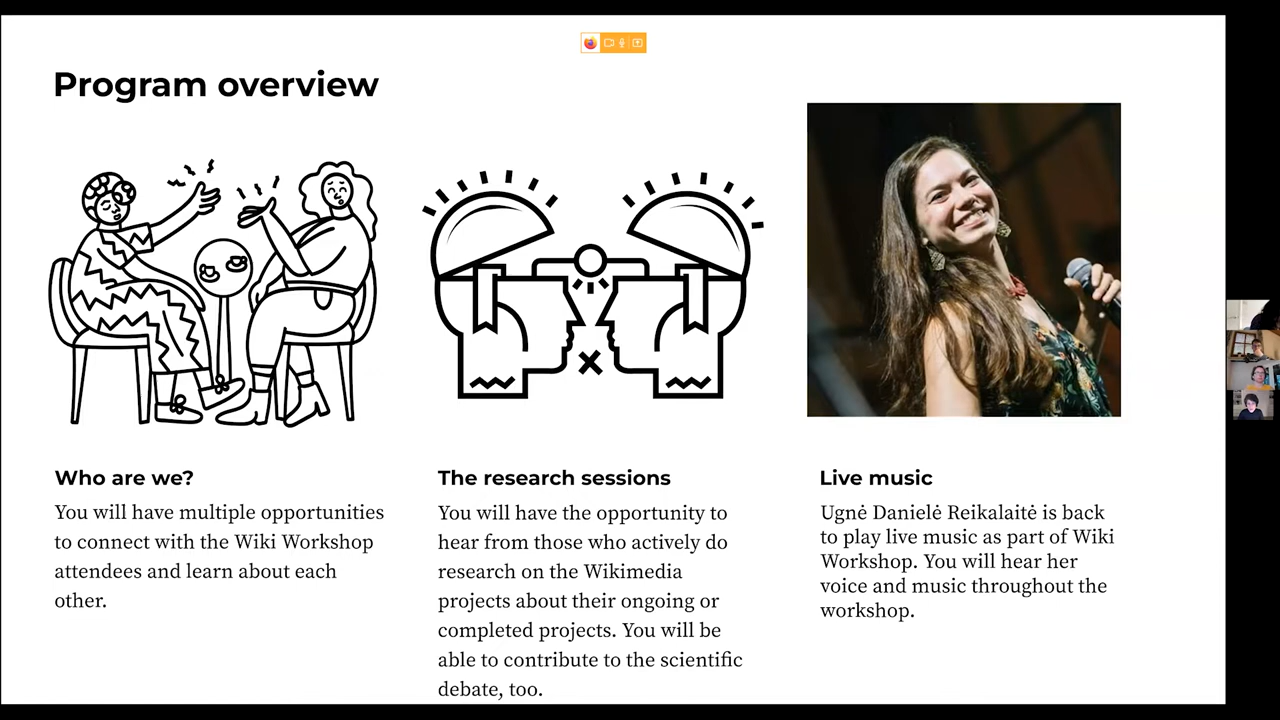 Program overview
Who are we?
You will have multiple opportunities
to connect with the Wiki Workshop
attendees and learn about each
other.
The research sessions
You will have the opportunity to
hear from those who actively do
research on the Wikimedia
projects about their ongoing or
completed projects. You will be
able to contribute to the scientific
debate, too.
Live music
Ugnė Danielė Reikalaitė is back
to play live music as part of Wiki
Workshop. You will hear her
voice and music throughout the
workshop.